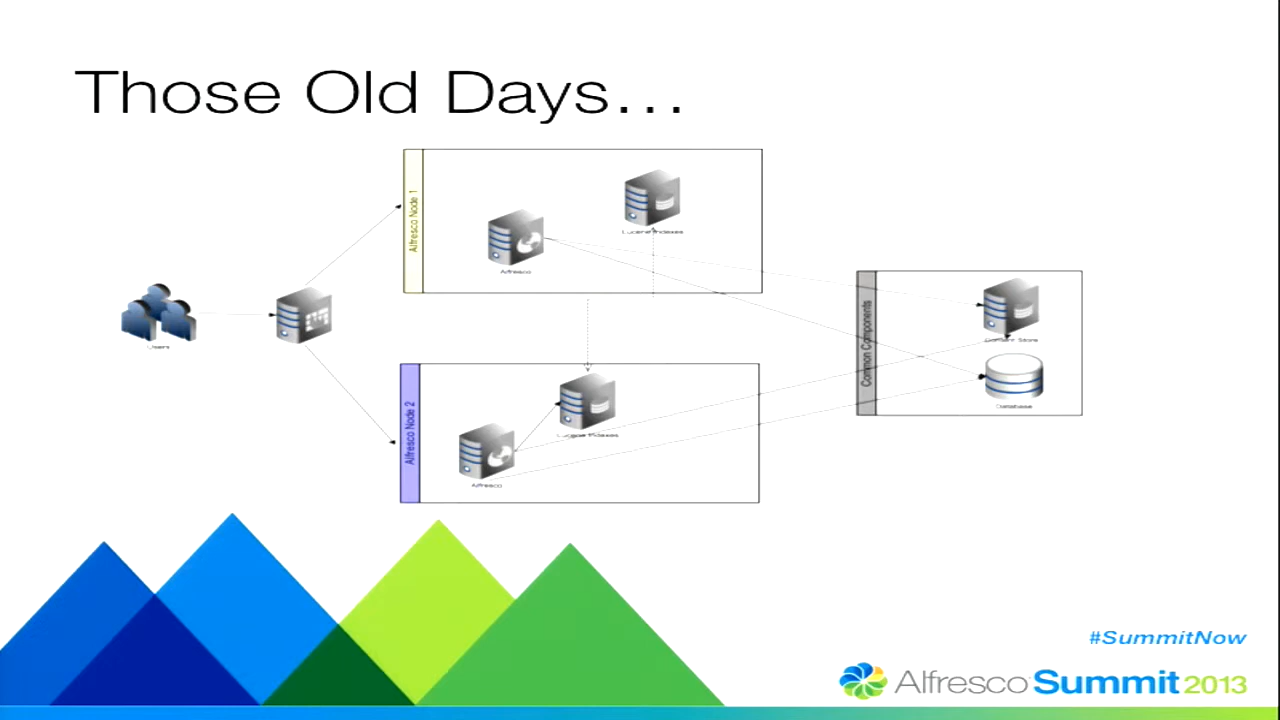 Those Old Days...
Alfresco Node 1
Lucene Indexes
Alfresco
Users
Common Components
Content Store
Database
Alfresco Node 2
Lucene Indexes
Alfresco
#SummitNow
Alfresco Summit 2013